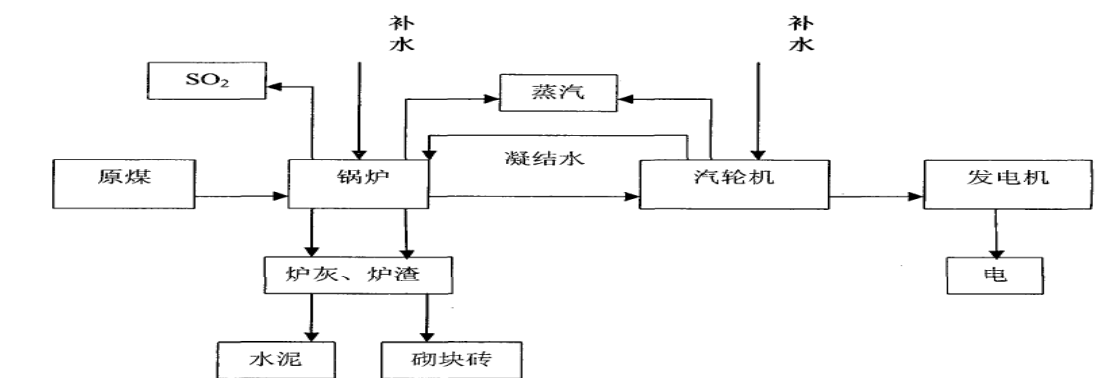 补
水
补
水
SO₂
蒸汽
凝结水
原煤
锅炉
汽轮机
发电机
炉灰、炉渣
电
水泥
砌块砖